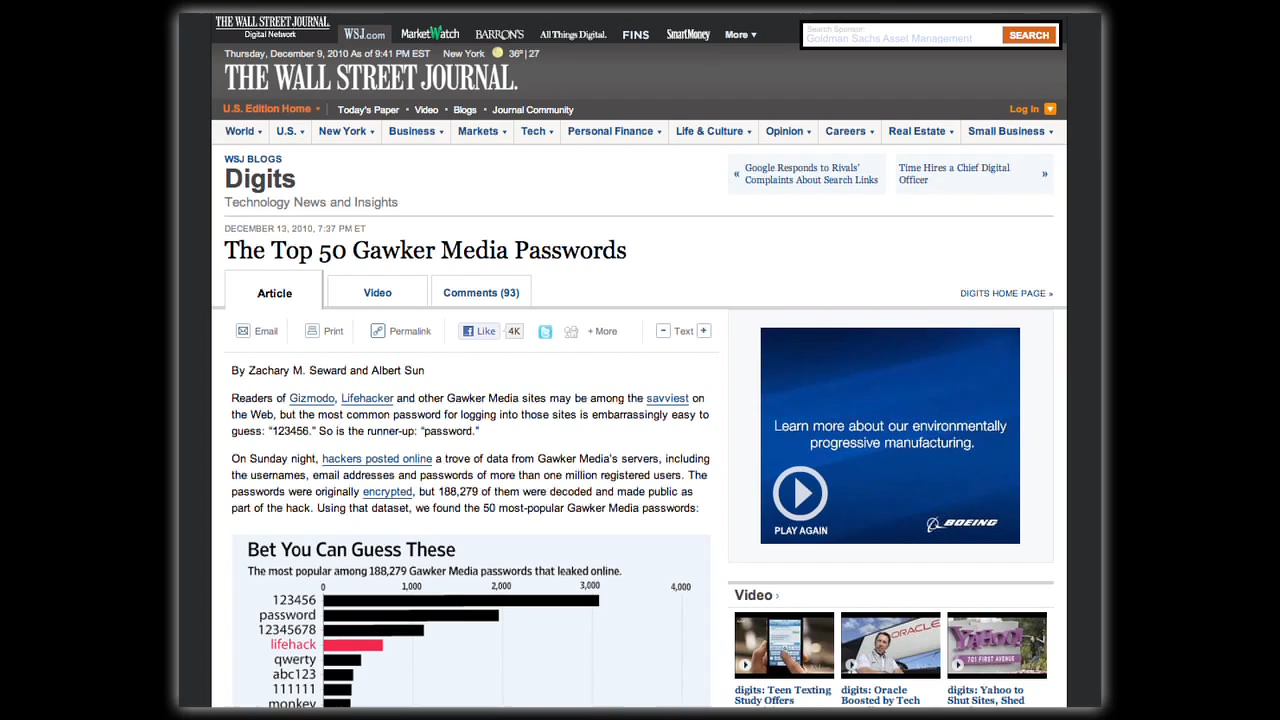 THE WALL STREET JOURNAL.
Digital Network
WSJ.com MarketWatch BARRON'S All Things Digital. FINS SmartMoney More ▾
Search Sponsor:
Goldman Sachs Asset Management
SEARCH
Thursday, December 9, 2010 As of 9:41 PM EST New York 36° | 27
THE WALL STREET JOURNAL.
U.S. Edition Home ▾ Today's Paper • Video • Blogs • Journal Community
Log In
World ▾ U.S. ▾ New York ▾ Business ▾ Markets ▾ Tech ▾ Personal Finance ▾ Life & Culture ▾ Opinion ▾ Careers ▾ Real Estate ▾ Small Business ▾
WSJ BLOGS
Digits
Technology News and Insights
« Google Responds to Rivals'
Complaints About Search Links
Time Hires a Chief Digital
Officer »
DECEMBER 13, 2010, 7:37 PM ET
The Top 50 Gawker Media Passwords
Article Video Comments (93)
DIGITS HOME PAGE »
Email Print Permalink Like 4K + More − Text +
By Zachary M. Seward and Albert Sun
Readers of Gizmodo, Lifehacker and other Gawker Media sites may be among the savviest on
the Web, but the most common password for logging into those sites is embarrassingly easy to
guess: “123456.” So is the runner-up: “password.”
On Sunday night, hackers posted online a trove of data from Gawker Media's servers, including
the usernames, email addresses and passwords of more than one million registered users. The
passwords were originally encrypted, but 188,279 of them were decoded and made public as
part of the hack. Using that dataset, we found the 50 most-popular Gawker Media passwords:
Bet You Can Guess These
The most popular among 188,279 Gawker Media passwords that leaked online.
0 1,000 2,000 3,000 4,000
123456
password
12345678
lifehack
qwerty
abc123
111111
monkey
Learn more about our environmentally
progressive manufacturing.
PLAY AGAIN
BOEING
Video ›
ORACLE
YAHOO!
701 FIRST AVENUE
digits: Teen Texting
Study Offers
digits: Oracle
Boosted by Tech
digits: Yahoo to
Shut Sites, Shed